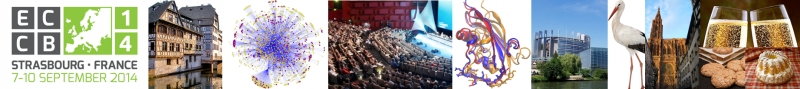 EC
CB
14
STRASBOURG · FRANCE
7-10 SEPTEMBER 2014